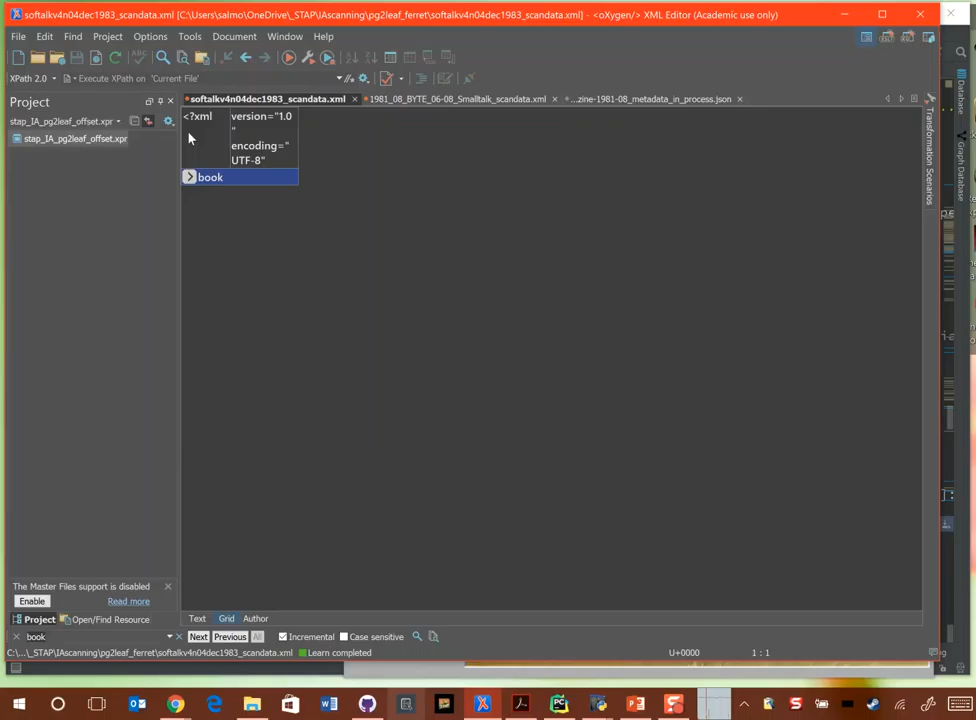 softalkv4n04dec1983_scandata.xml [C:\Users\salmo\OneDrive\_STAP\IAscanning\pg2leaf_ferret\softalkv4n04dec1983_scandata.xml] - <oXygen/> XML Editor (Academic use only)
File Edit Find Project Options Tools Document Window Help
XPath 2.0 Execute XPath on 'Current File'
Project
softalkv4n04dec1983_scandata.xml
1981_08_BYTE_06-08_Smalltalk_scandata.xml
...zine-1981-08_metadata_in_process.json
stap_IA_pg2leaf_offset.xpr
stap_IA_pg2leaf_offset.xpr
<?xml version="1.0
"
encoding="
UTF-8"
book
Transformation Scenarios
Database
Graph Database
The Master Files support is disabled
Enable Read more
Project Open/Find Resource
Text Grid Author
book
Next Previous All Incremental Case sensitive
C:\...\_STAP\IAscanning\pg2leaf_ferret\softalkv4n04dec1983_scandata.xml Learn completed U+0000 1 : 1